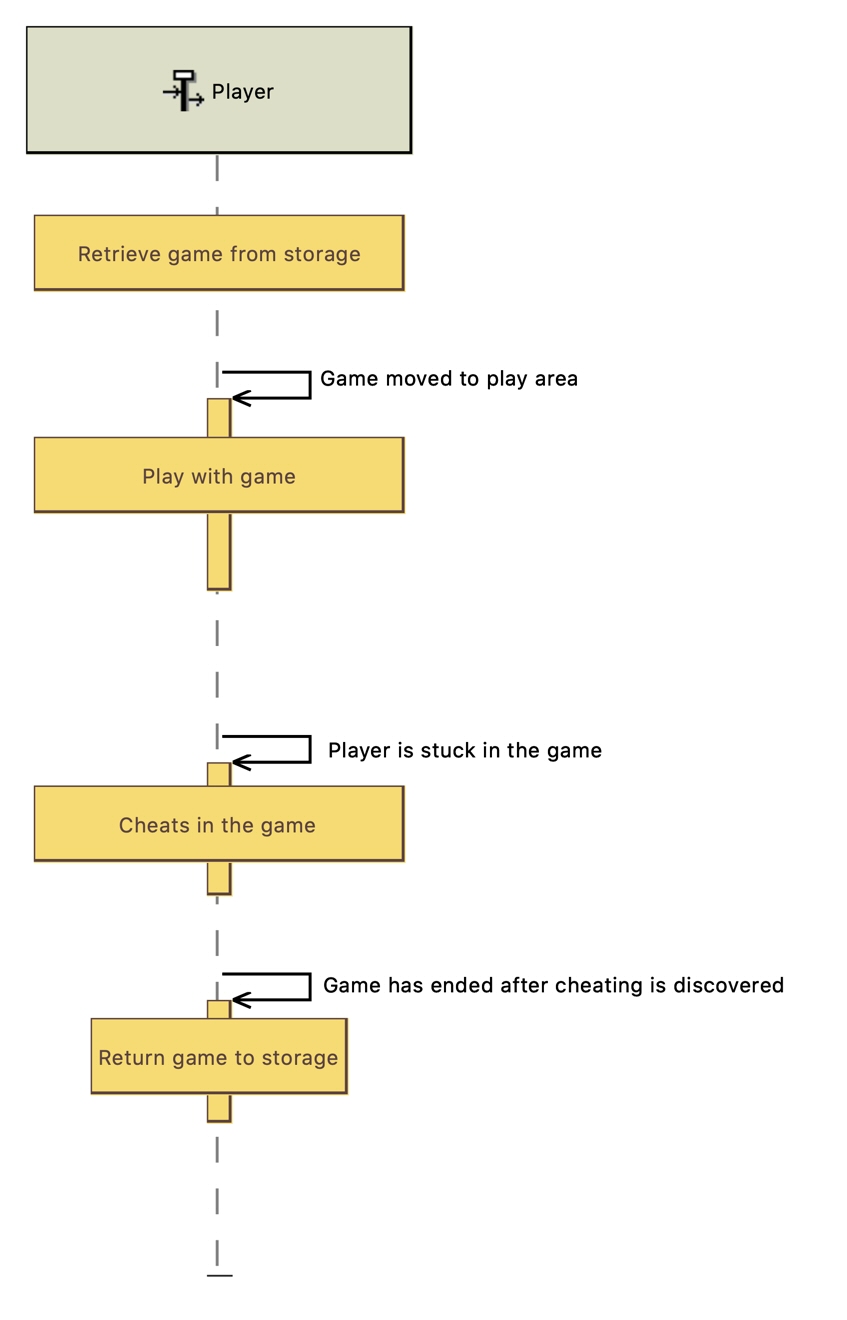 Player
Retrieve game from storage
Game moved to play area
Play with game
Player is stuck in the game
Cheats in the game
Game has ended after cheating is discovered
Return game to storage